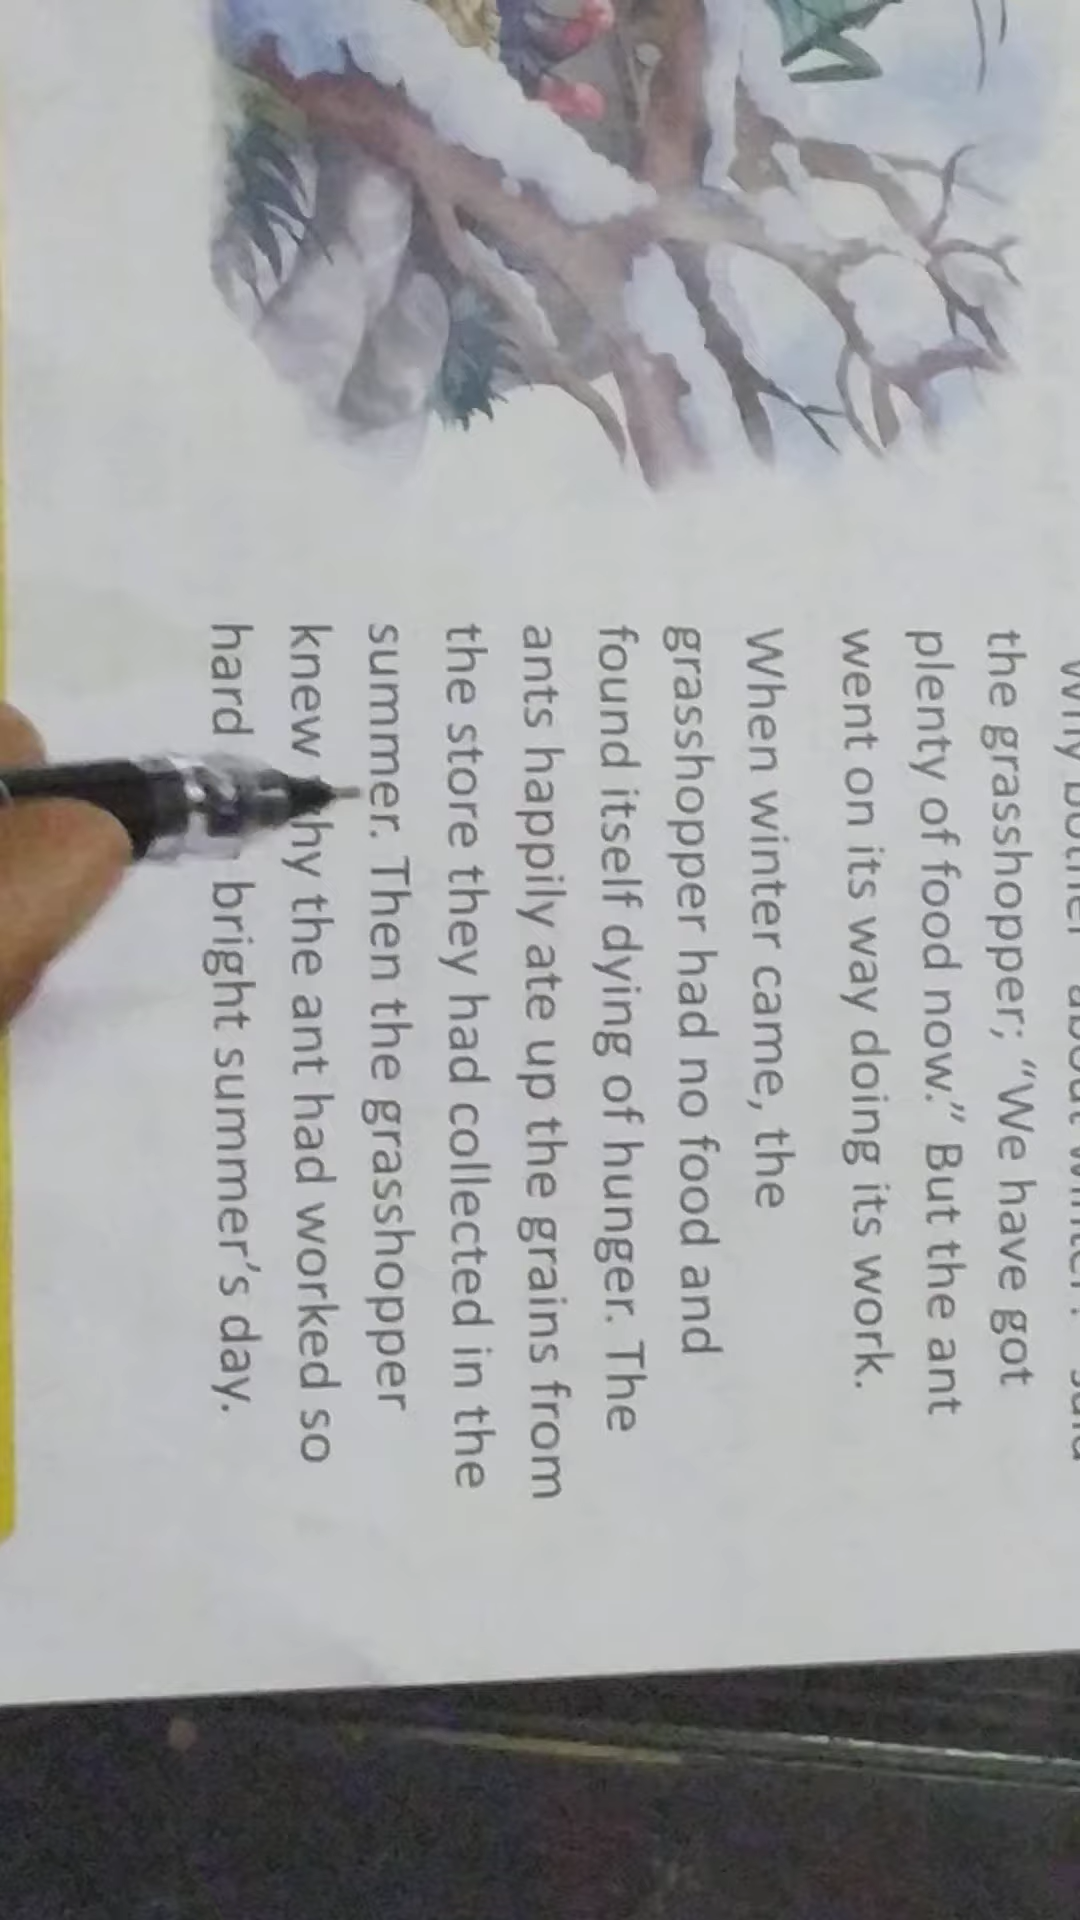 the grasshopper; “We have got
plenty of food now.” But the ant
went on its way doing its work.
When winter came, the
grasshopper had no food and
found itself dying of hunger. The
ants happily ate up the grains from
the store they had collected in the
summer. Then the grasshopper
knew the ant had worked so
hard bright summer’s day.